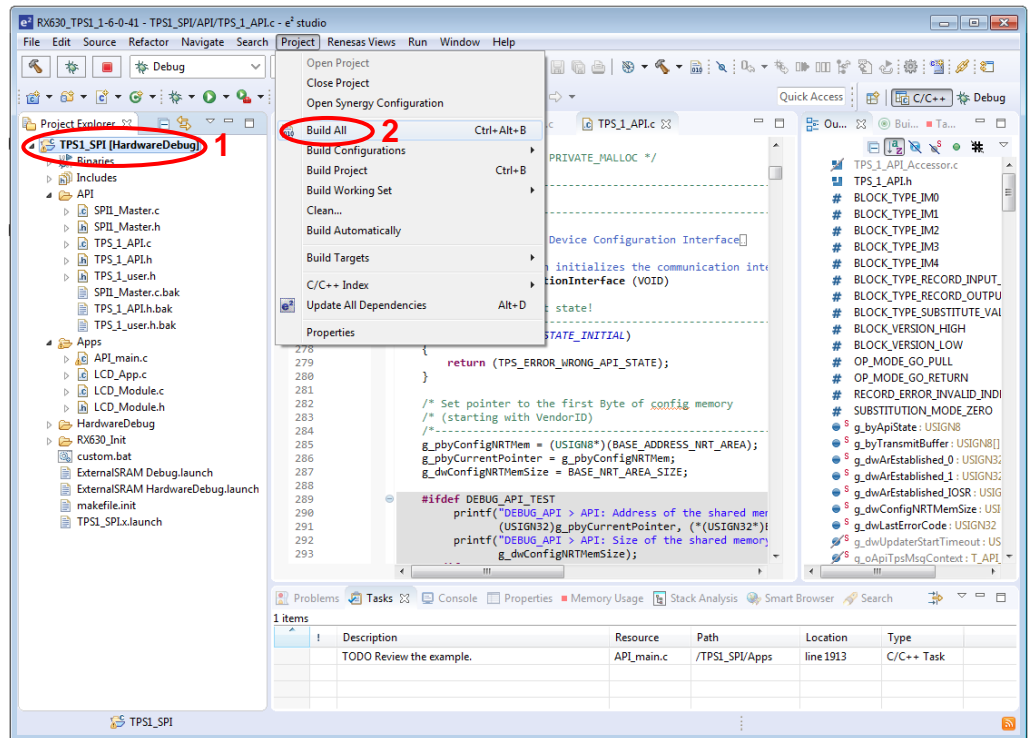 RX630_TPS1_1-6-0-41 - TPS1_SPI/API/TPS_1_API.c - e² studio
File Edit Source Refactor Navigate Search Project Renesas Views Run Window Help
Debug
Quick Access
C/C++
Debug
Open Project
Close Project
Open Synergy Configuration
Build All Ctrl+Alt+B
2
Build Configurations
Build Project Ctrl+B
Build Working Set
Clean...
Build Automatically
Build Targets
C/C++ Index
Update All Dependencies Alt+D
Properties
Project Explorer
1
TPS1_SPI [HardwareDebug]
Binaries
Includes
API
SPI1_Master.c
SPI1_Master.h
TPS_1_API.c
TPS_1_API.h
TPS_1_user.h
SPI1_Master.c.bak
TPS_1_API.h.bak
TPS_1_user.h.bak
Apps
API_main.c
LCD_App.c
LCD_Module.c
LCD_Module.h
HardwareDebug
RX630_Init
custom.bat
ExternalSRAM Debug.launch
ExternalSRAM HardwareDebug.launch
makefile.init
TPS1_SPI.x.launch
.c
TPS_1_API.c
PRIVATE_MALLOC */
Device Configuration Interface
initializes the communication inte
tionInterface (VOID)
state!
STATE_INITIAL)
278 {
279 return (TPS_ERROR_WRONG_API_STATE);
280 }
281
282 /* Set pointer to the first Byte of config memory
283 /* (starting with VendorID)
284 /*------------------------------------------------
285 g_pbyConfigNRTMem = (USIGN8*)(BASE_ADDRESS_NRT_AREA);
286 g_pbyCurrentPointer = g_pbyConfigNRTMem;
287 g_dwConfigNRTMemSize = BASE_NRT_AREA_SIZE;
288
289 #ifdef DEBUG_API_TEST
290 printf("DEBUG_API > API: Address of the shared mem
291 (USIGN32)g_pbyCurrentPointer, (*(USIGN32*)
292 printf("DEBUG_API > API: Size of the shared memory
293 g_dwConfigNRTMemSize);
Ou...
Bui...
Ta...
TPS_1_API_Accessor.c
TPS_1_API.h
BLOCK_TYPE_IM0
BLOCK_TYPE_IM1
BLOCK_TYPE_IM2
BLOCK_TYPE_IM3
BLOCK_TYPE_IM4
BLOCK_TYPE_RECORD_INPUT_
BLOCK_TYPE_RECORD_OUTPU
BLOCK_TYPE_SUBSTITUTE_VAL
BLOCK_VERSION_HIGH
BLOCK_VERSION_LOW
OP_MODE_GO_PULL
OP_MODE_GO_RETURN
RECORD_ERROR_INVALID_INDE
SUBSTITUTION_MODE_ZERO
g_byApiState : USIGN8
g_byTransmitBuffer : USIGN8[]
g_dwArEstablished_0 : USIGN32
g_dwArEstablished_1 : USIGN32
g_dwArEstablished_IOSR : USIG
g_dwConfigNRTMemSize : USI
g_dwLastErrorCode : USIGN32
g_dwUpdaterStartTimeout : US
g_oApiTpsMsgContext : T_API_
Problems Tasks Console Properties Memory Usage Stack Analysis Smart Browser Search
1 items
! Description Resource Path Location Type
TODO Review the example. API_main.c /TPS1_SPI/Apps line 1913 C/C++ Task
TPS1_SPI